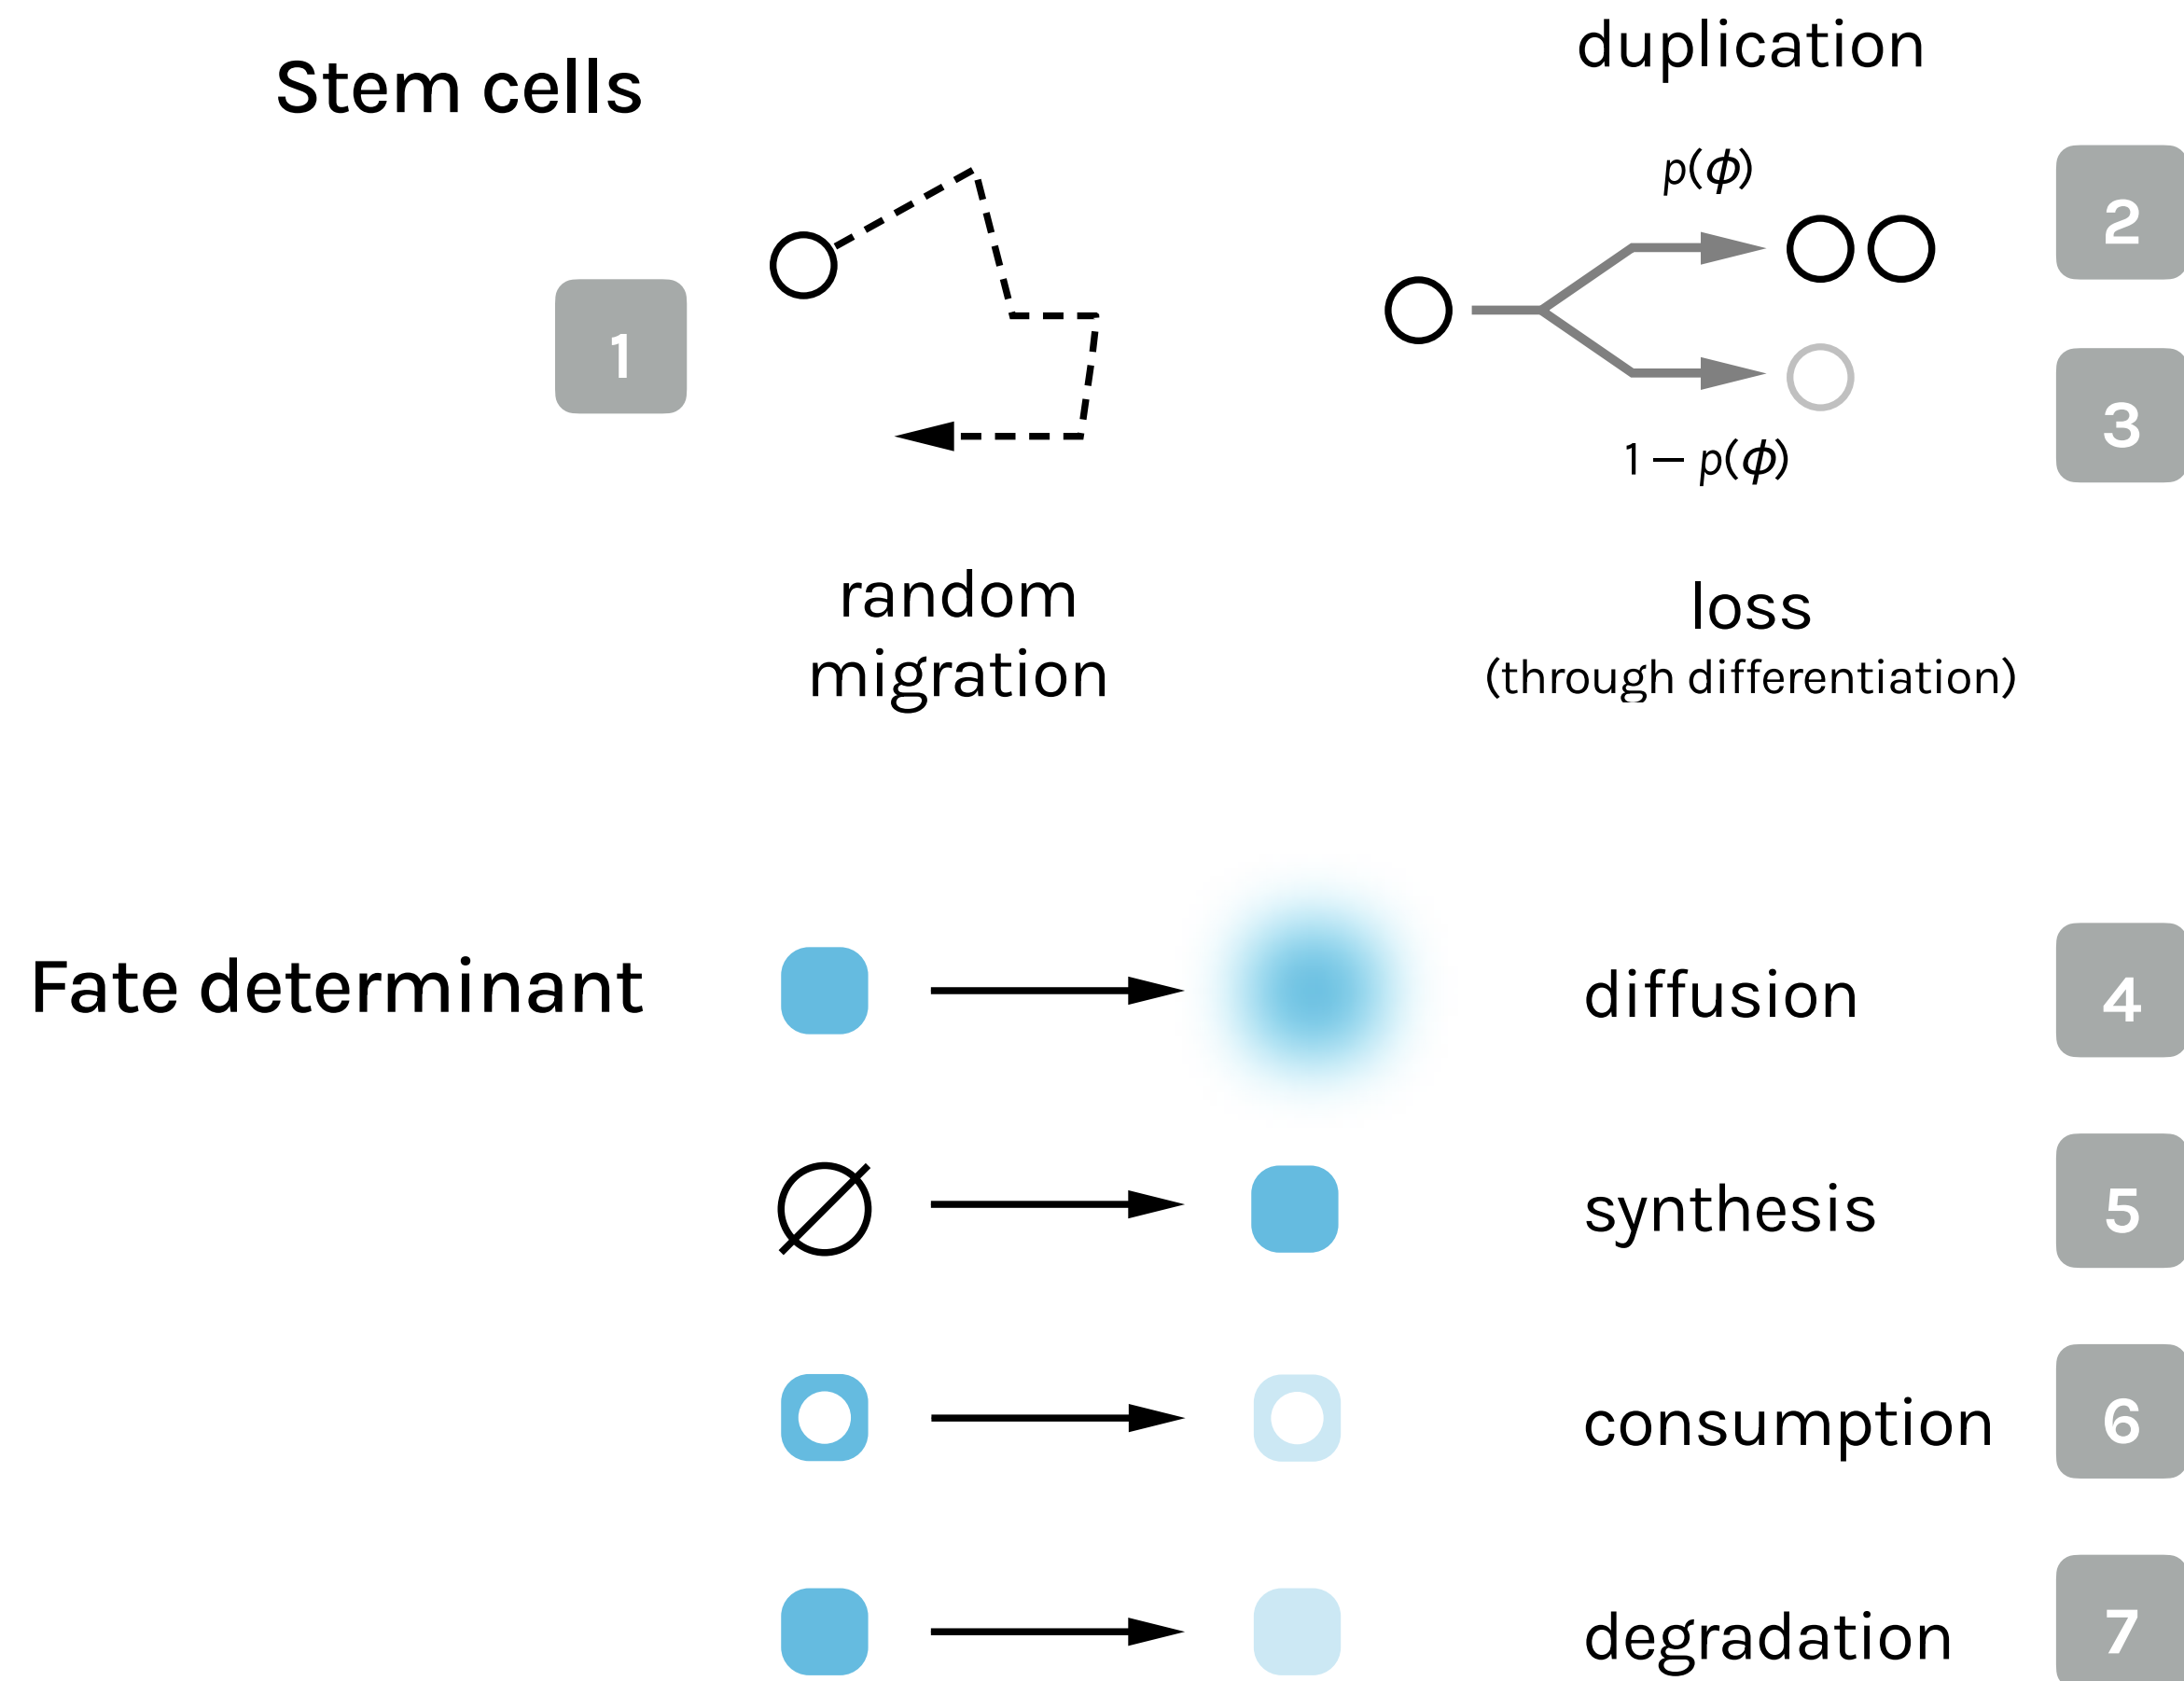 Stem cells
duplication
p(ϕ)
2
1
3
1 – p(ϕ)
random
migration
loss
(through differentiation)
Fate determinant
diffusion
4
synthesis
5
consumption
6
degradation
7